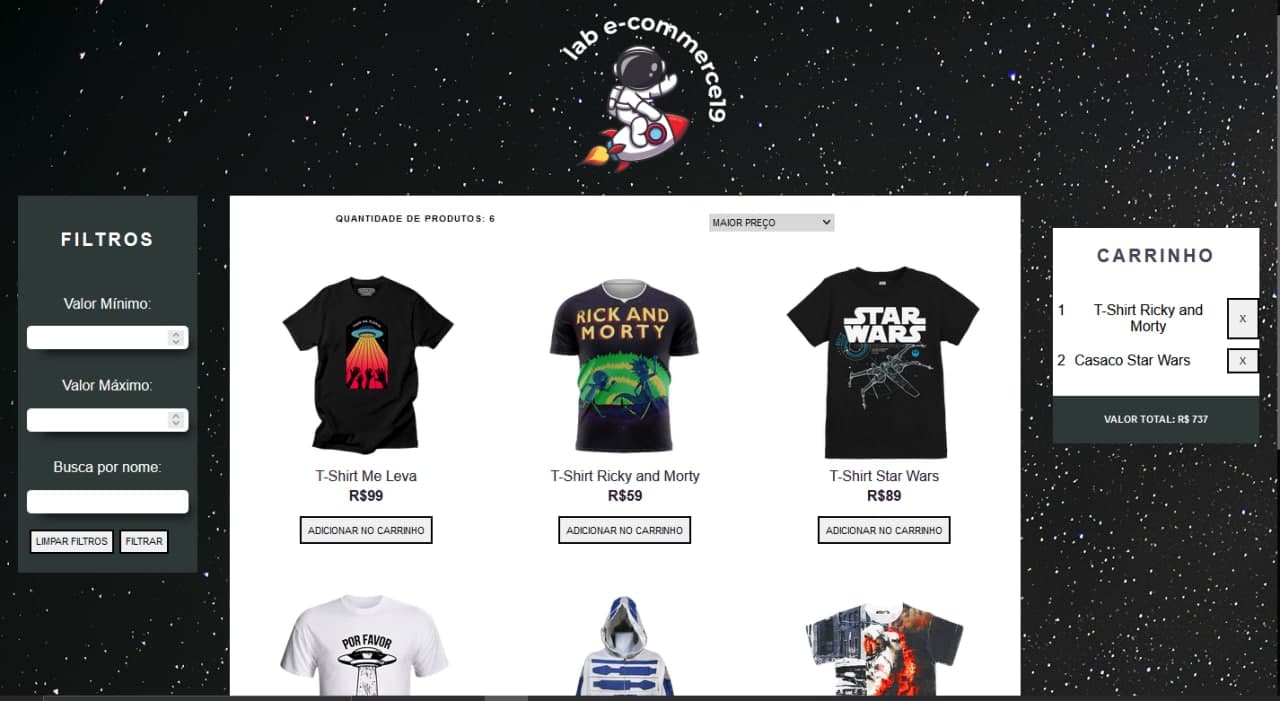 lab e-commerce19
FILTROS
Valor Mínimo:
Valor Máximo:
Busca por nome:
LIMPAR FILTROS FILTRAR
QUANTIDADE DE PRODUTOS: 6
MAIOR PREÇO
RICK AND
MORTY
STAR
WARS
T-Shirt Me Leva
R$99
ADICIONAR NO CARRINHO
T-Shirt Ricky and Morty
R$59
ADICIONAR NO CARRINHO
T-Shirt Star Wars
R$89
ADICIONAR NO CARRINHO
POR FAVOR
CARRINHO
1 T-Shirt Ricky and
Morty
X
2 Casaco Star Wars X
VALOR TOTAL: R$ 737